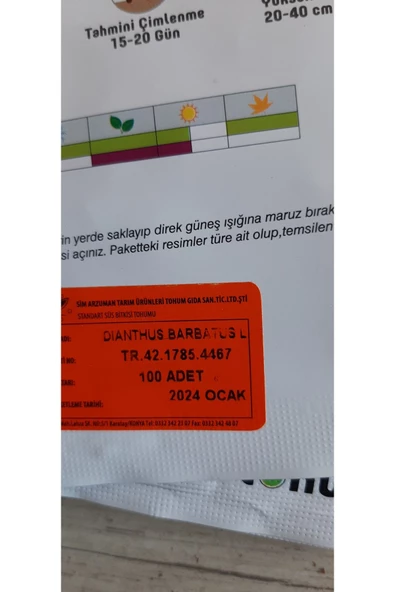 Tahmini Çimlenme
15-20 Gün
20-40 cm
rin yerde saklayıp direk güneş ışığına maruz bırak
si açınız. Paketteki resimler türe ait olup,temsilen
SİM ARZUMAN TARIM ÜRÜNLERİ TOHUM GIDA SAN.TİC.LTD.ŞTİ
STANDART SÜS BİTKİSİ TOHUMU
DIANTHUS BARBATUS L
TR.42.1785.4467
100 ADET
2024 OCAK